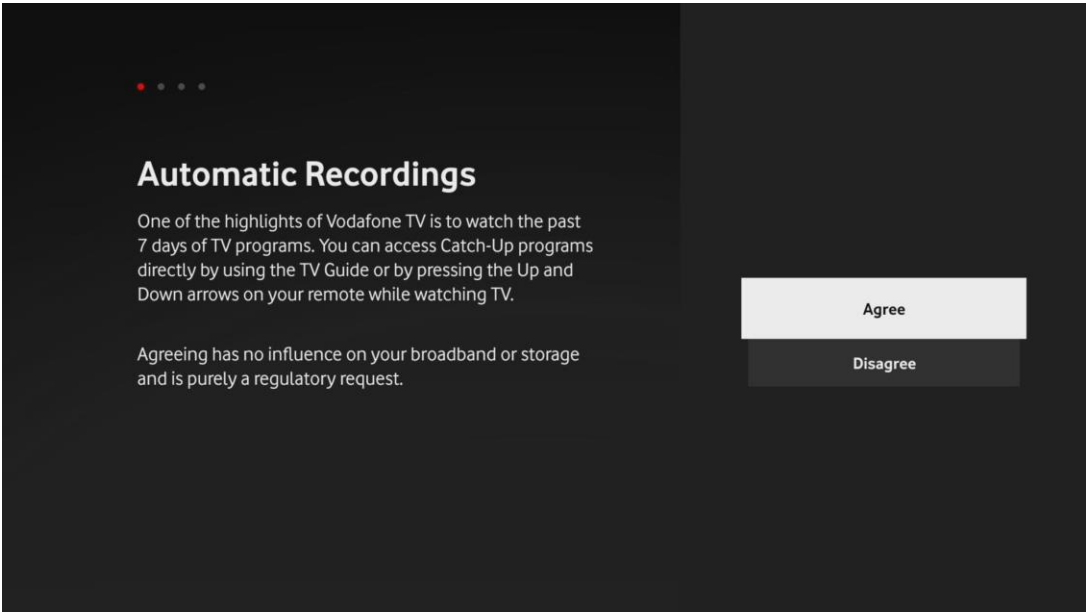 Automatic Recordings
One of the highlights of Vodafone TV is to watch the past
7 days of TV programs. You can access Catch-Up programs
directly by using the TV Guide or by pressing the Up and
Down arrows on your remote while watching TV.
Agreeing has no influence on your broadband or storage
and is purely a regulatory request.
Agree
Disagree